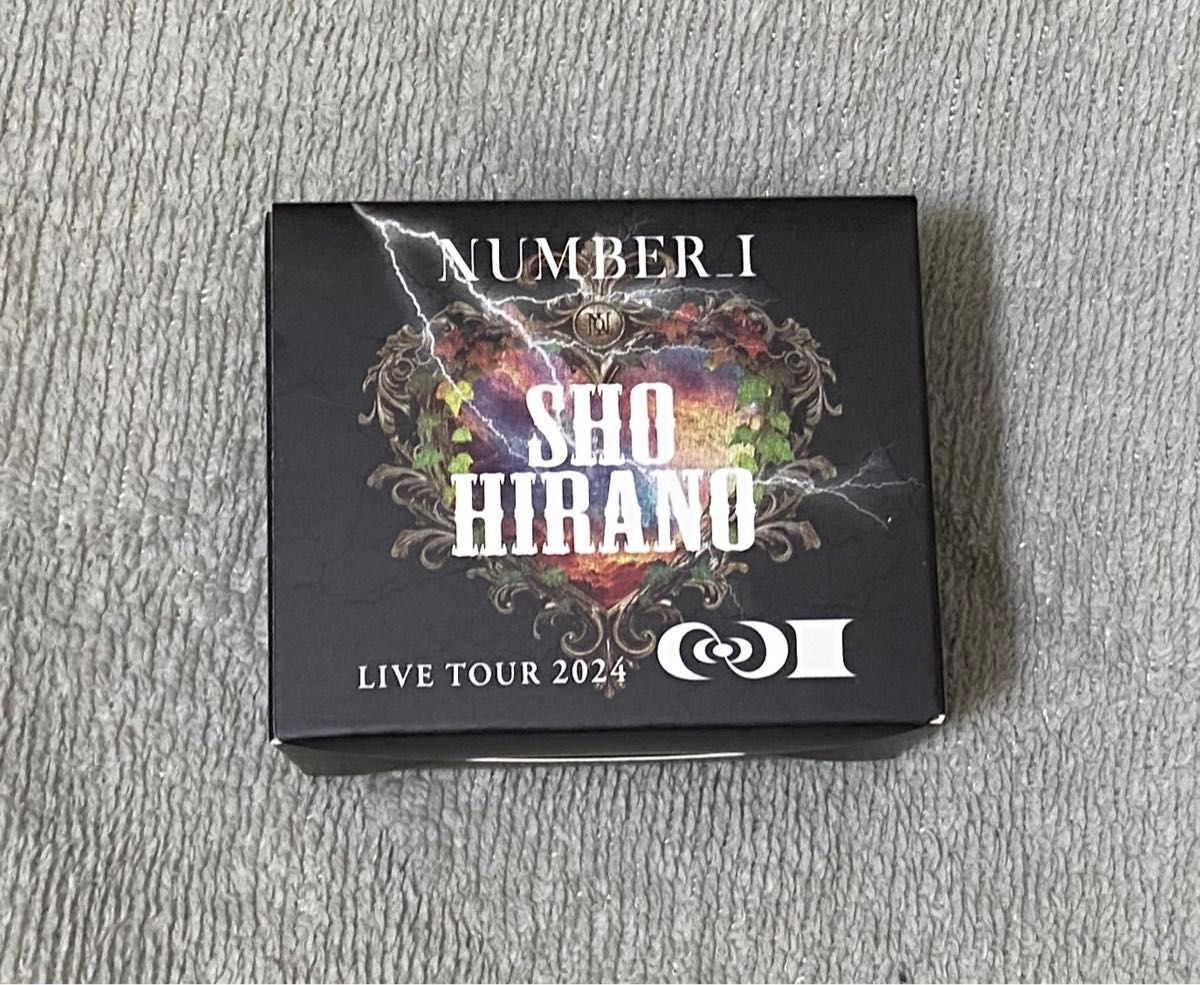 NUMBER_I
SHO
HIRANO
LIVE TOUR 2024